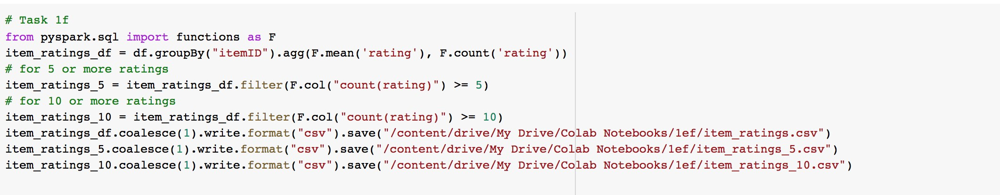 # Task 1f
from pyspark.sql import functions as F
item_ratings_df = df.groupBy("itemID").agg(F.mean('rating'), F.count('rating'))
# for 5 or more ratings
item_ratings_5 = item_ratings_df.filter(F.col("count(rating)") >= 5)
# for 10 or more ratings
item_ratings_10 = item_ratings_df.filter(F.col("count(rating)") >= 10)
item_ratings_df.coalesce(1).write.format("csv").save("/content/drive/My Drive/Colab Notebooks/1ef/item_ratings.csv")
item_ratings_5.coalesce(1).write.format("csv").save("/content/drive/My Drive/Colab Notebooks/1ef/item_ratings_5.csv")
item_ratings_10.coalesce(1).write.format("csv").save("/content/drive/My Drive/Colab Notebooks/1ef/item_ratings_10.csv")